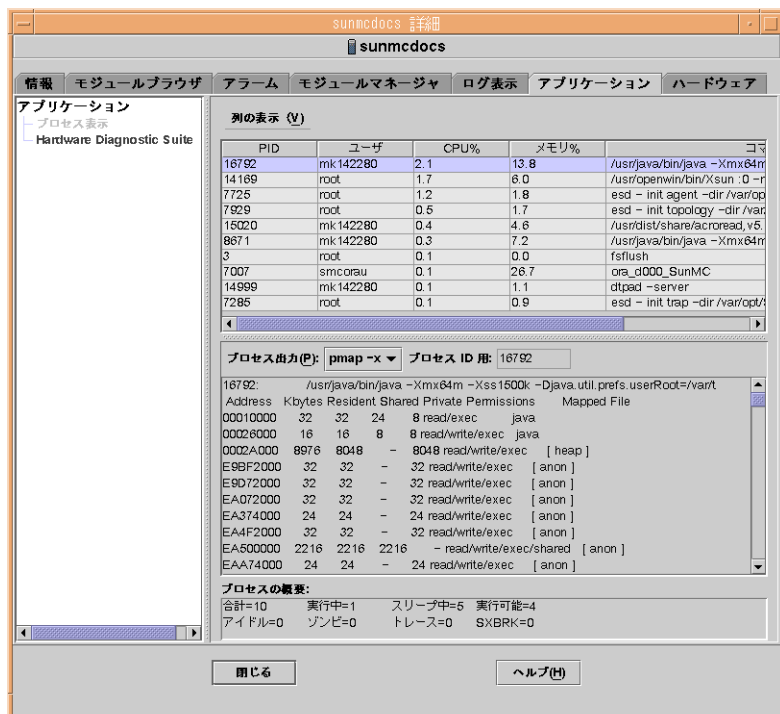 sunmcdocs 詳細
sunmcdocs
情報 モジュールブラウザ アラーム モジュールマネージャ ログ表示 アプリケーション ハードウェア
アプリケーション
プロセス表示
Hardware Diagnostic Suite
列の表示 (V)
PID ユーザ CPU% メモリ% コマ
16792 mk142280 2.1 13.8 /usr/java/bin/java -Xmx64m
14169 root 1.7 6.0 /usr/openwin/bin/Xsun :0 -n
7725 root 1.2 1.8 esd - init agent -dir /var/op
7929 root 0.5 1.7 esd - init topology -dir /var
15020 mk142280 0.4 4.6 /usr/dist/share/acroread,v5.
8671 mk142280 0.3 7.2 /usr/java/bin/java -Xmx64m
3 root 0.1 0.0 fsflush
7007 smcorau 0.1 26.7 ora_d000_SunMC
14999 mk142280 0.1 1.1 dtpad -server
7285 root 0.1 0.9 esd - init trap -dir /var/opt/S
プロセス出力(P): pmap -x プロセス ID 用: 16792
16792: /usr/java/bin/java -Xmx64m -Xss1500k -Djava.util.prefs.userRoot=/var/t
Address Kbytes Resident Shared Private Permissions Mapped File
00010000 32 32 24 8 read/exec java
00026000 16 16 8 8 read/write/exec java
0002A000 8976 8048 - 8048 read/write/exec [ heap ]
E9BF2000 32 32 - 32 read/write/exec [ anon ]
E9D72000 32 32 - 32 read/write/exec [ anon ]
EA072000 32 32 - 32 read/write/exec [ anon ]
EA374000 24 24 - 24 read/write/exec [ anon ]
EA4F2000 32 32 - 32 read/write/exec [ anon ]
EA500000 2216 2216 2216 - read/write/exec/shared [ anon ]
EAA74000 24 24 - 24 read/write/exec [ anon ]
プロセスの概要:
合計=10 実行中=1 スリープ中=5 実行可能=4
アイドル=0 ゾンビ=0 トレース=0 SXBRK=0
閉じる ヘルプ(H)